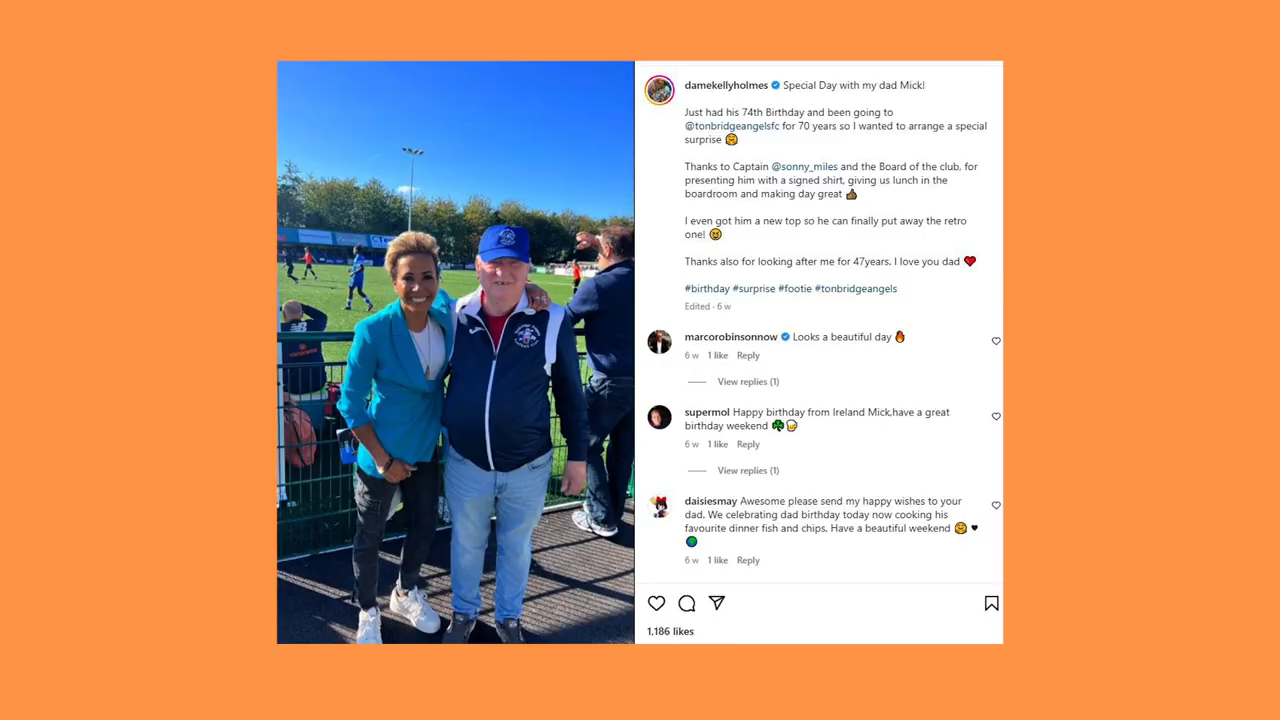 damekellyholmes Special Day with my dad Mick!
Just had his 74th Birthday and been going to
@tonbridgeangelsfc for 70 years so I wanted to arrange a special
surprise 🤗
Thanks to Captain @sonny_miles and the Board of the club, for
presenting him with a signed shirt, giving us lunch in the
boardroom and making day great 👍🏾
I even got him a new top so he can finally put away the retro
one! 😆
Thanks also for looking after me for 47years. I love you dad ❤️
#birthday #surprise #footie #tonbridgeangels
Edited · 6 w
marcorobinsonnow Looks a beautiful day 🔥
6 w 1 like Reply
View replies (1)
supermol Happy birthday from Ireland Mick,have a great
birthday weekend ☘️🍺
6 w 1 like Reply
View replies (1)
daisiesmay Awesome please send my happy wishes to your
dad. We celebrating dad birthday today now cooking his
favourite dinner fish and chips. Have a beautiful weekend 🤗 🖤
🌍
6 w 1 like Reply
1,186 likes